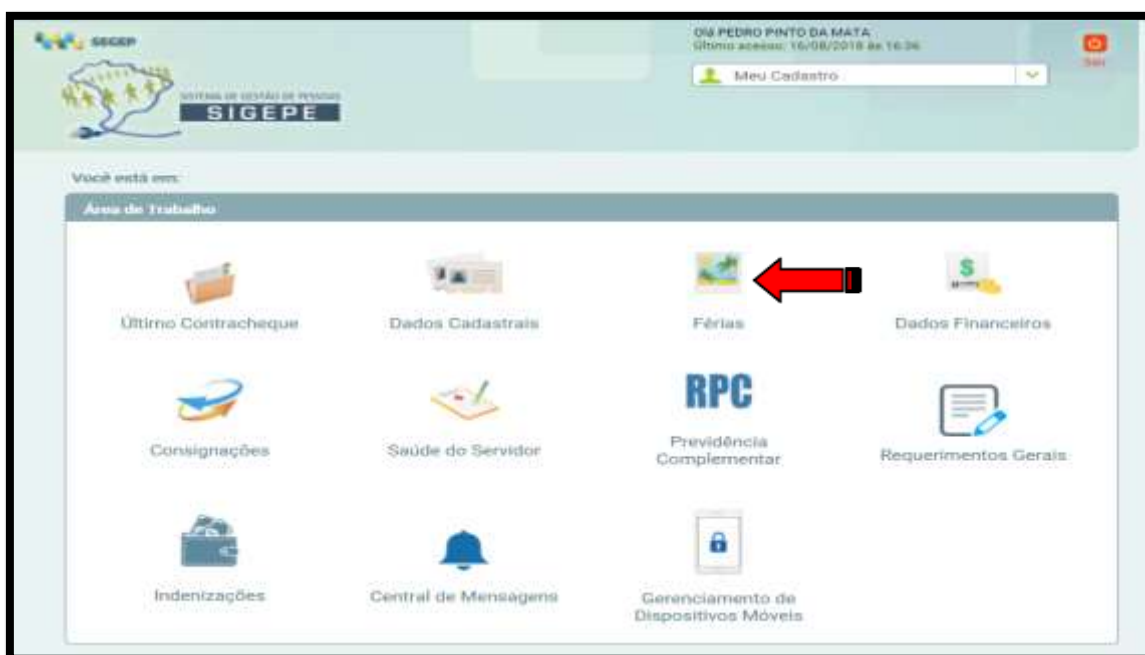 Olá PEDRO PINTO DA MATA
SEGEP
Último acesso: 16/08/2018 às 16:36
Sair
Meu Cadastro
SISTEMA DE GESTÃO DE PESSOAS
SIGEPE
Você está em:
Área de Trabalho
Último Contracheque
Dados Cadastrais
Férias
Dados Financeiros
RPC
Consignações
Saúde do Servidor
Previdência
Complementar
Requerimentos Gerais
Indenizações
Central de Mensagens
Gerenciamento de
Dispositivos Móveis